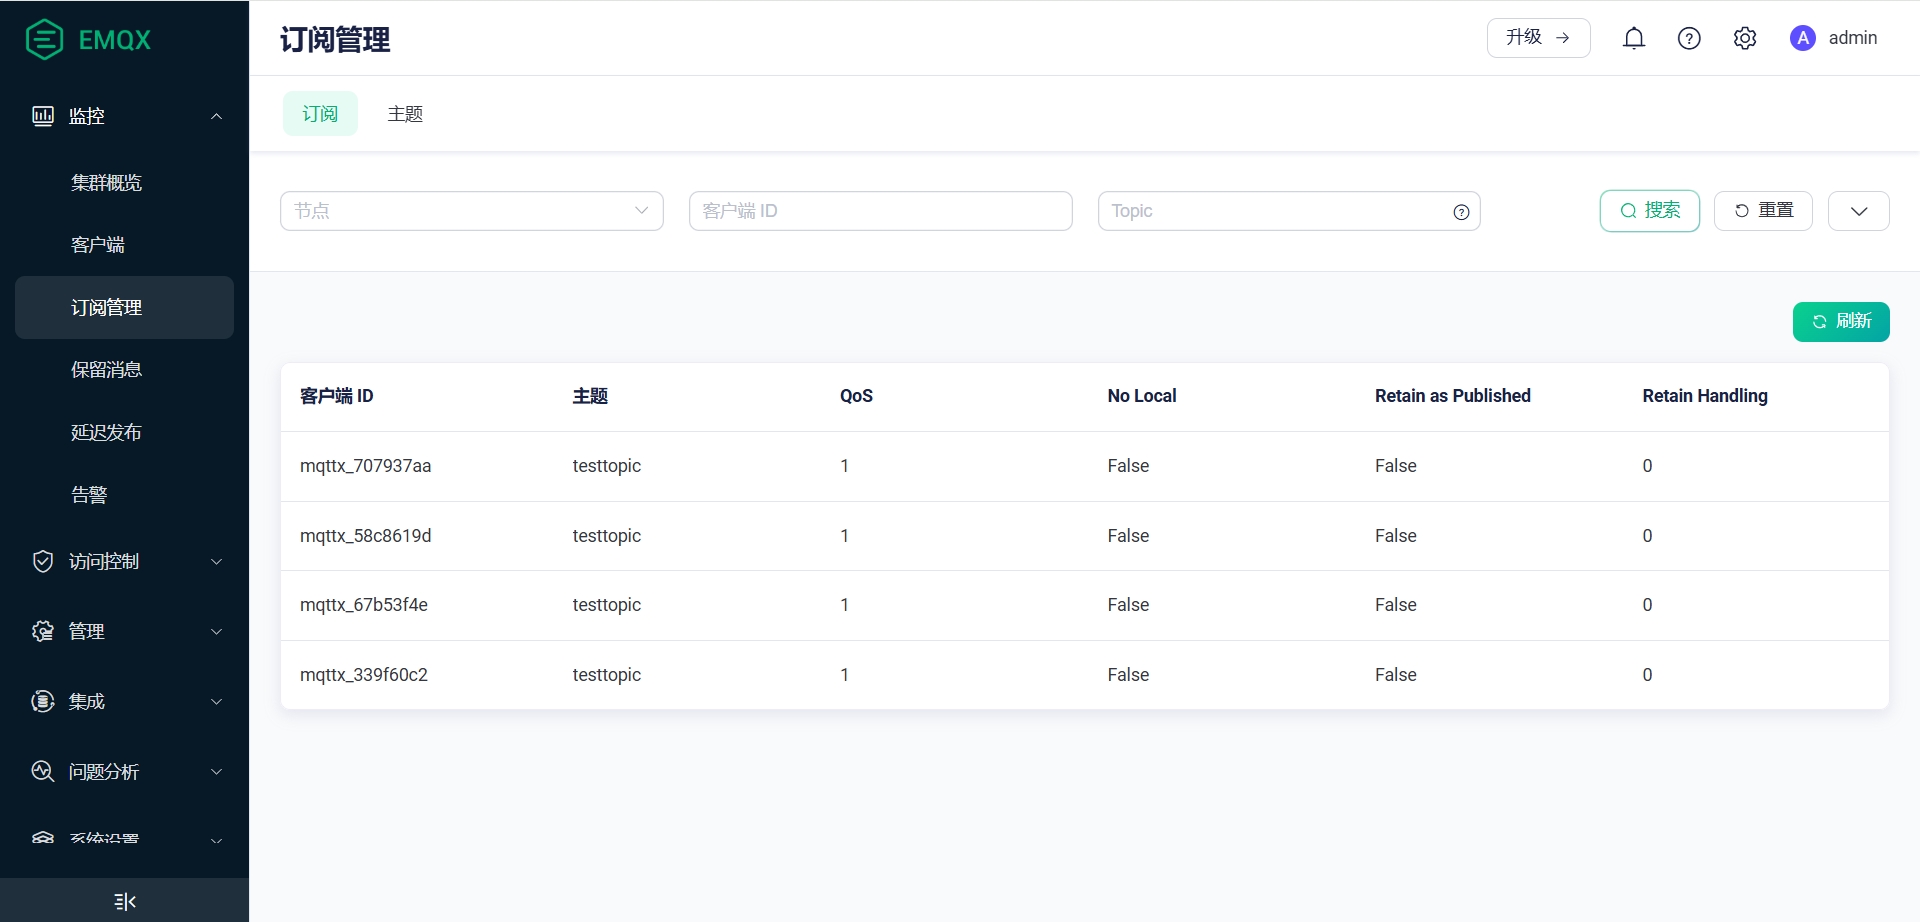 EMQX
监控
集群概览
客户端
订阅管理
保留消息
延迟发布
告警
访问控制
管理
集成
问题分析
系统设置
订阅管理
升级
A
admin
订阅
主题
节点
客户端 ID
Topic
搜索
重置
刷新
客户端 ID 主题 QoS No Local Retain as Published Retain Handling
mqttx_707937aa testtopic 1 False False 0
mqttx_58c8619d testtopic 1 False False 0
mqttx_67b53f4e testtopic 1 False False 0
mqttx_339f60c2 testtopic 1 False False 0